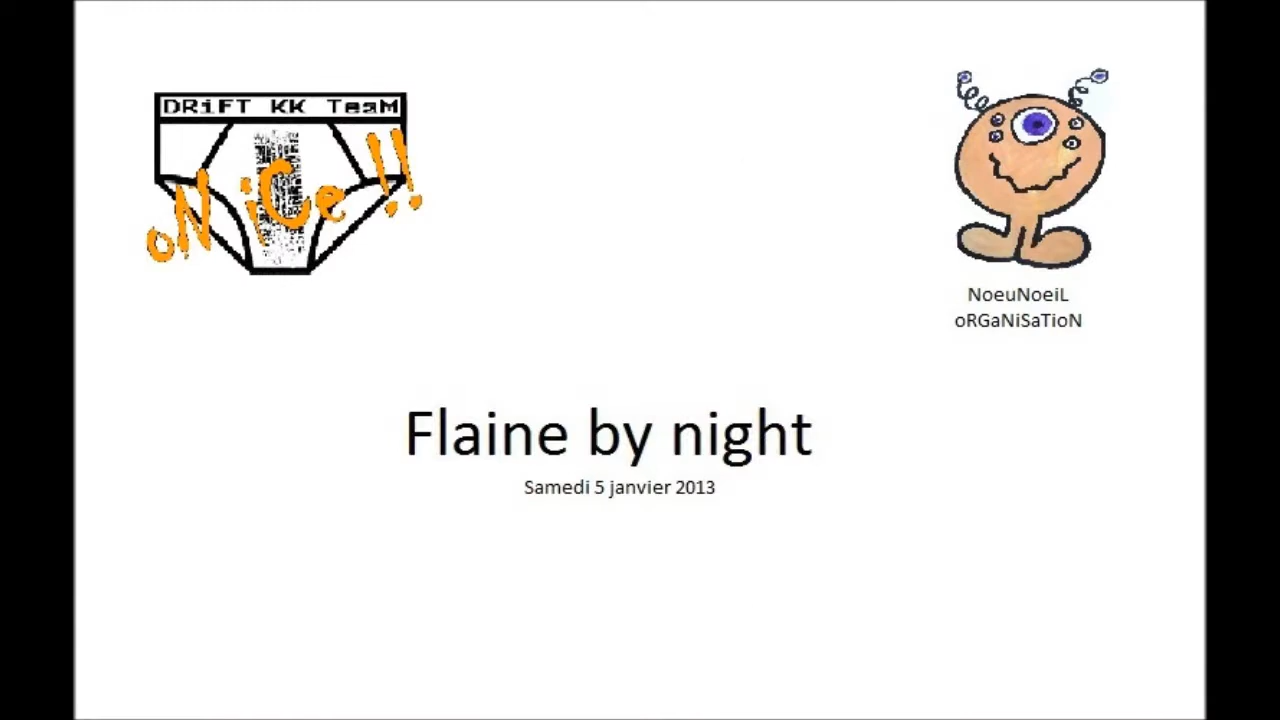 DRiFT KK TeaM
oN iCe !!
NoeuNoeiL
oRGaNiSaTioN
Flaine by night
Samedi 5 janvier 2013